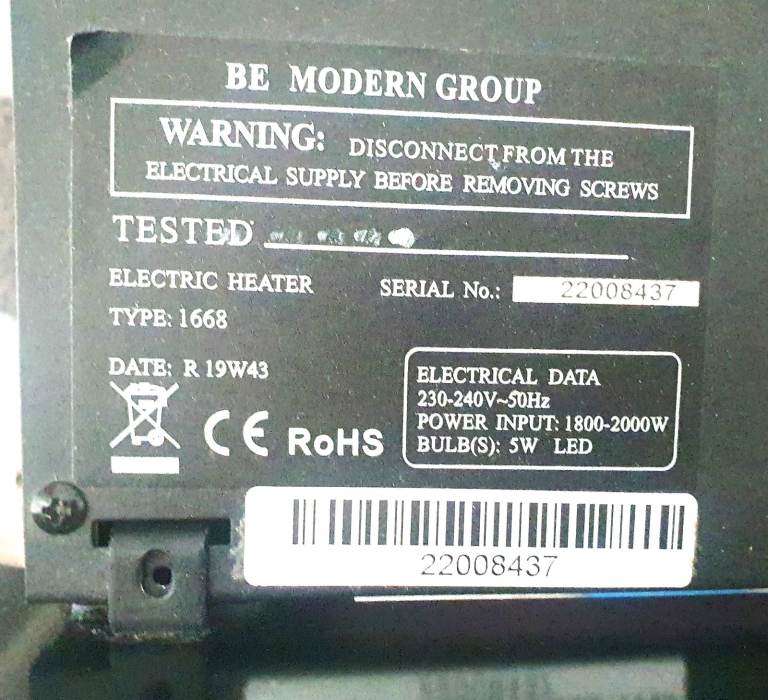 BE MODERN GROUP
WARNING: DISCONNECT FROM THE
ELECTRICAL SUPPLY BEFORE REMOVING SCREWS
TESTED
ELECTRIC HEATER
SERIAL No.: 22008437
TYPE: 1668
DATE: R 19W43
CE RoHS
ELECTRICAL DATA
230-240V~50Hz
POWER INPUT: 1800-2000W
BULB(S): 5W LED
22008437